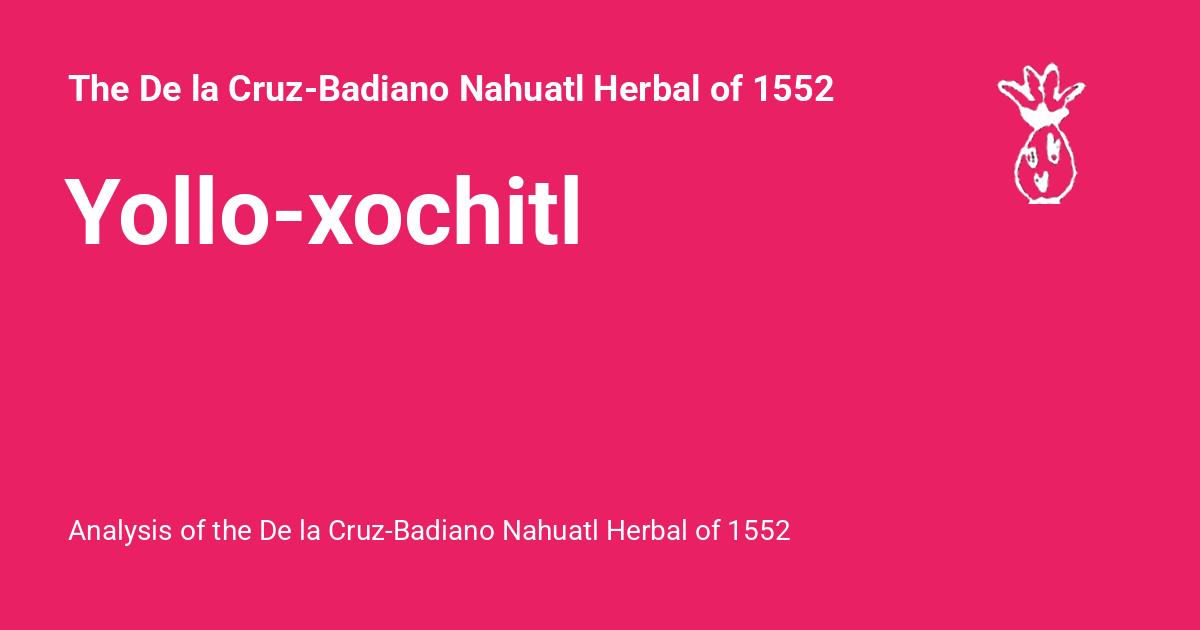 The De la Cruz-Badiano Nahuatl Herbal of 1552
Yollo-xochitl
Analysis of the De la Cruz-Badiano Nahuatl Herbal of 1552